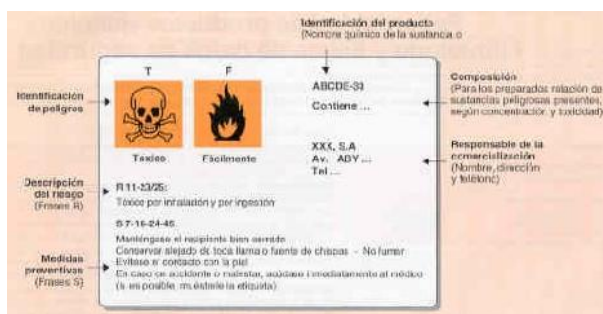 Identificación del producto
(Nombre químico de la sustancia o
T F
ABCDE-33
Contiene ...
Identificación
de peligros
Composición
(Para los preparados relación de
sustancias peligrosas presentes,
según concentración y toxicidad)
Tóxico Fácilmente
XXX, S.A
Av. ABY ...
Tel ...
Responsable de la
comercialización
(Nombre, dirección
y teléfono)
Descripción
del riesgo
(Frases R)
R 11-23/25:
Tóxico por inhalación y por ingestión
S 7-16-24-45
Manténgase el recipiente bien cerrado
Conservar alejado de toda llama o fuente de chispas - No fumar
Evítese el contacto con la piel
En caso de accidente o malestar, acúdase inmediatamente al médico
(si es posible, muéstrele la etiqueta)
Medidas
preventivas
(Frases S)